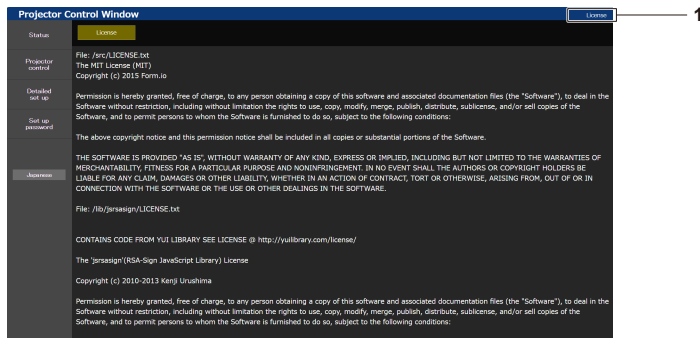 Projector Control Window
License
1
Status
License
Projector
control
Detailed
set up
Set up
password
Japanese
File: /src/LICENSE.txt
The MIT License (MIT)
Copyright (c) 2015 Form.io
Permission is hereby granted, free of charge, to any person obtaining a copy of this software and associated documentation files (the "Software"), to deal in the
Software without restriction, including without limitation the rights to use, copy, modify, merge, publish, distribute, sublicense, and/or sell copies of the
Software, and to permit persons to whom the Software is furnished to do so, subject to the following conditions:
The above copyright notice and this permission notice shall be included in all copies or substantial portions of the Software.
THE SOFTWARE IS PROVIDED "AS IS", WITHOUT WARRANTY OF ANY KIND, EXPRESS OR IMPLIED, INCLUDING BUT NOT LIMITED TO THE WARRANTIES OF
MERCHANTABILITY, FITNESS FOR A PARTICULAR PURPOSE AND NONINFRINGEMENT. IN NO EVENT SHALL THE AUTHORS OR COPYRIGHT HOLDERS BE
LIABLE FOR ANY CLAIM, DAMAGES OR OTHER LIABILITY, WHETHER IN AN ACTION OF CONTRACT, TORT OR OTHERWISE, ARISING FROM, OUT OF OR IN
CONNECTION WITH THE SOFTWARE OR THE USE OR OTHER DEALINGS IN THE SOFTWARE.
File: /lib/jsrsasign/LICENSE.txt
CONTAINS CODE FROM YUI LIBRARY SEE LICENSE @ http://yuilibrary.com/license/
The 'jsrsasign'(RSA-Sign JavaScript Library) License
Copyright (c) 2010-2013 Kenji Urushima
Permission is hereby granted, free of charge, to any person obtaining a copy of this software and associated documentation files (the "Software"), to deal in the
Software without restriction, including without limitation the rights to use, copy, modify, merge, publish, distribute, sublicense, and/or sell copies of the
Software, and to permit persons to whom the Software is furnished to do so, subject to the following conditions: